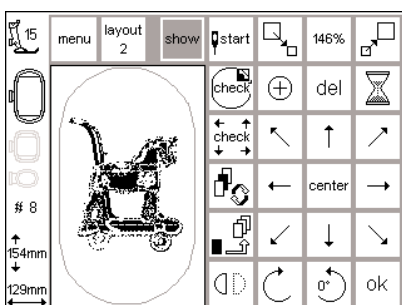 15
menu
layout
2
show
start
146%
check
del
check
center
# 8
154mm
129mm
0°
ok